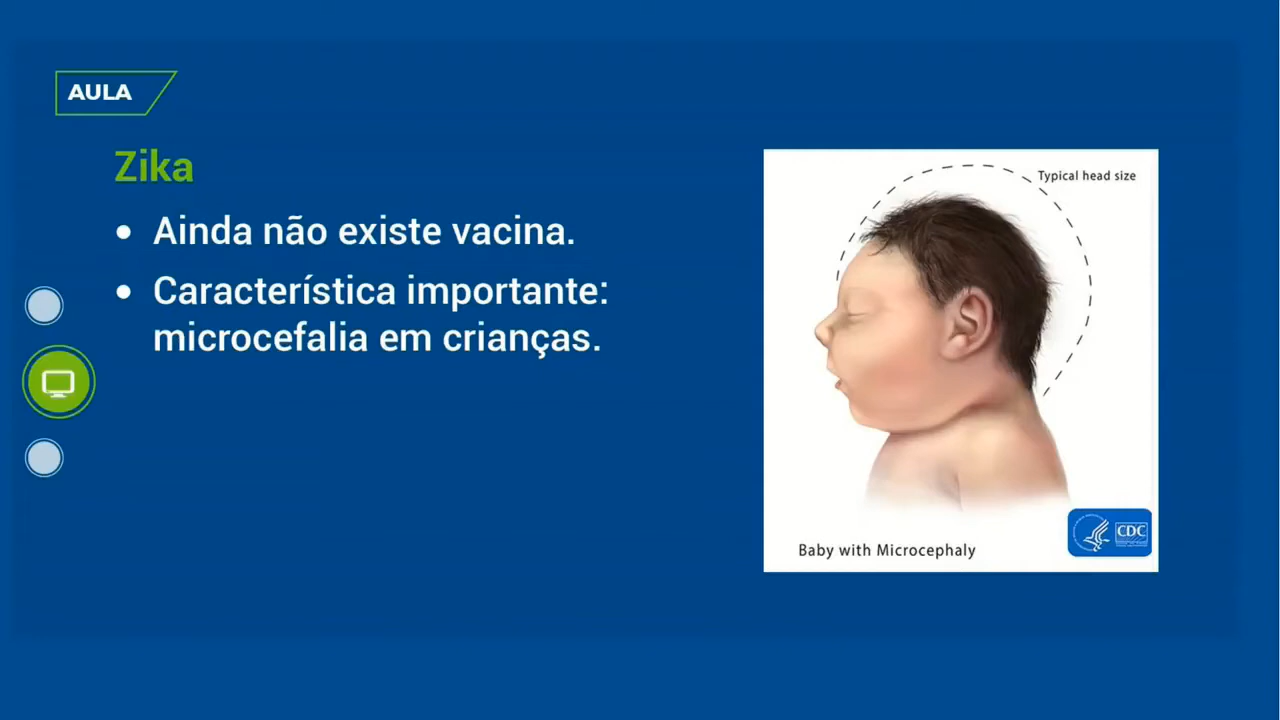 AULA
Zika
• Ainda não existe vacina.
• Característica importante:
microcefalia em crianças.
Typical head size
Baby with Microcephaly
CDC